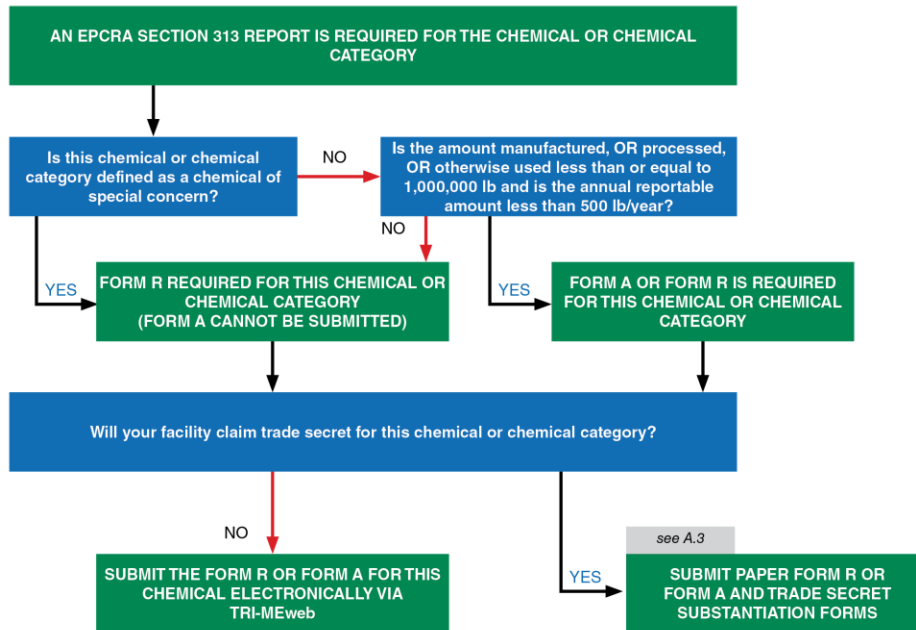 AN EPCRA SECTION 313 REPORT IS REQUIRED FOR THE CHEMICAL OR CHEMICAL
CATEGORY
Is this chemical or chemical
category defined as a chemical of
special concern?
NO
Is the amount manufactured, OR processed,
OR otherwise used less than or equal to
1,000,000 lb and is the annual reportable
amount less than 500 lb/year?
NO
YES
FORM R REQUIRED FOR THIS CHEMICAL OR
CHEMICAL CATEGORY
(FORM A CANNOT BE SUBMITTED)
YES
FORM A OR FORM R IS REQUIRED
FOR THIS CHEMICAL OR CHEMICAL
CATEGORY
Will your facility claim trade secret for this chemical or chemical category?
NO
SUBMIT THE FORM R OR FORM A FOR THIS
CHEMICAL ELECTRONICALLY VIA
TRI-MEweb
YES
see A.3
SUBMIT PAPER FORM R OR
FORM A AND TRADE SECRET
SUBSTANTIATION FORMS